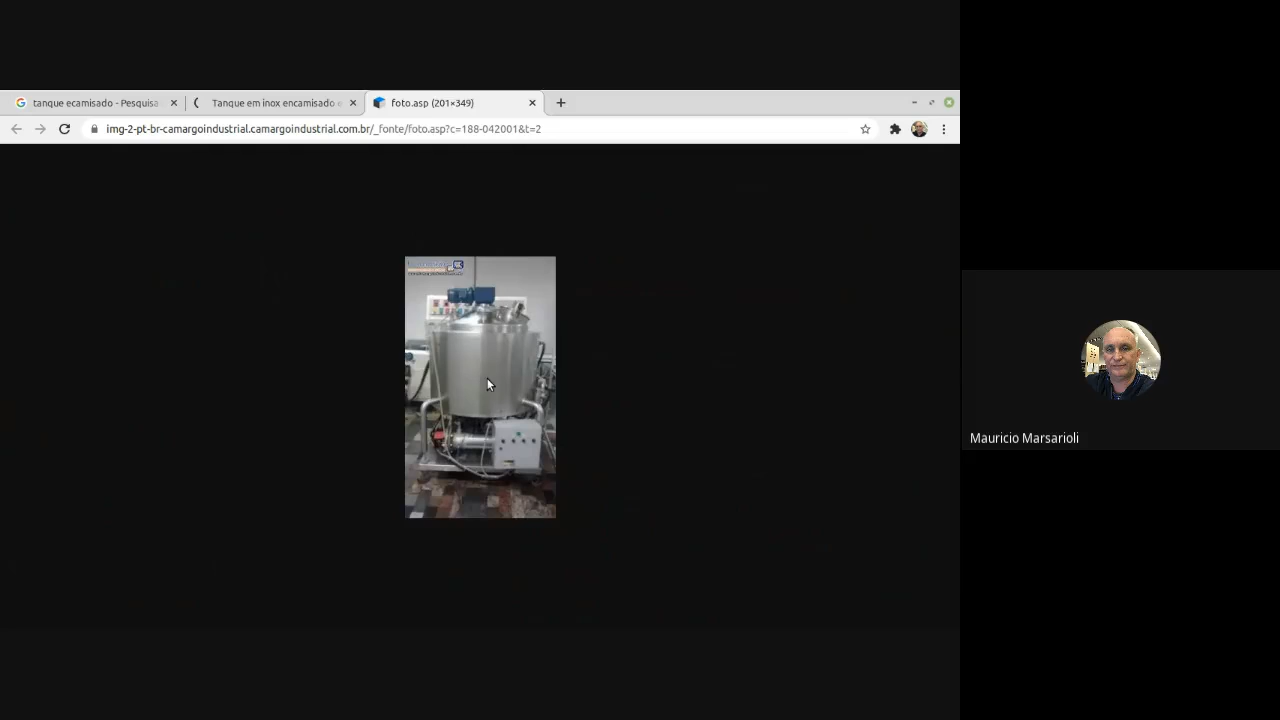 tanque ecamisado - Pesquisa
Tanque em inox encamisado e
foto.asp (201×349)
img-2-pt-br-camargoindustrial.camargoindustrial.com.br/_fonte/foto.asp?c=188-042001&t=2
Mauricio Marsarioli